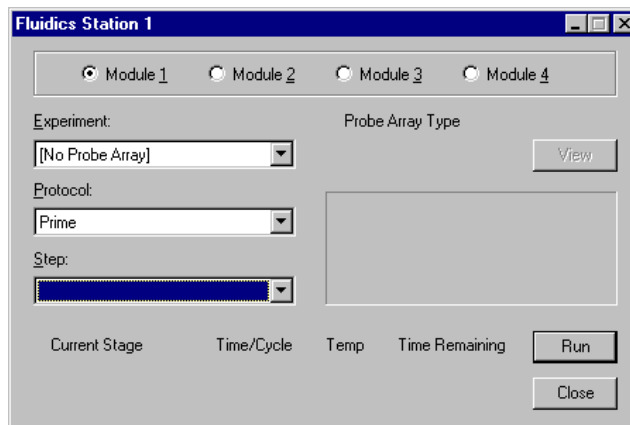 Fluidics Station 1
Module 1 Module 2 Module 3 Module 4
Experiment: Probe Array Type
[No Probe Array] View
Protocol:
Prime
Step:
Current Stage Time/Cycle Temp Time Remaining Run
Close